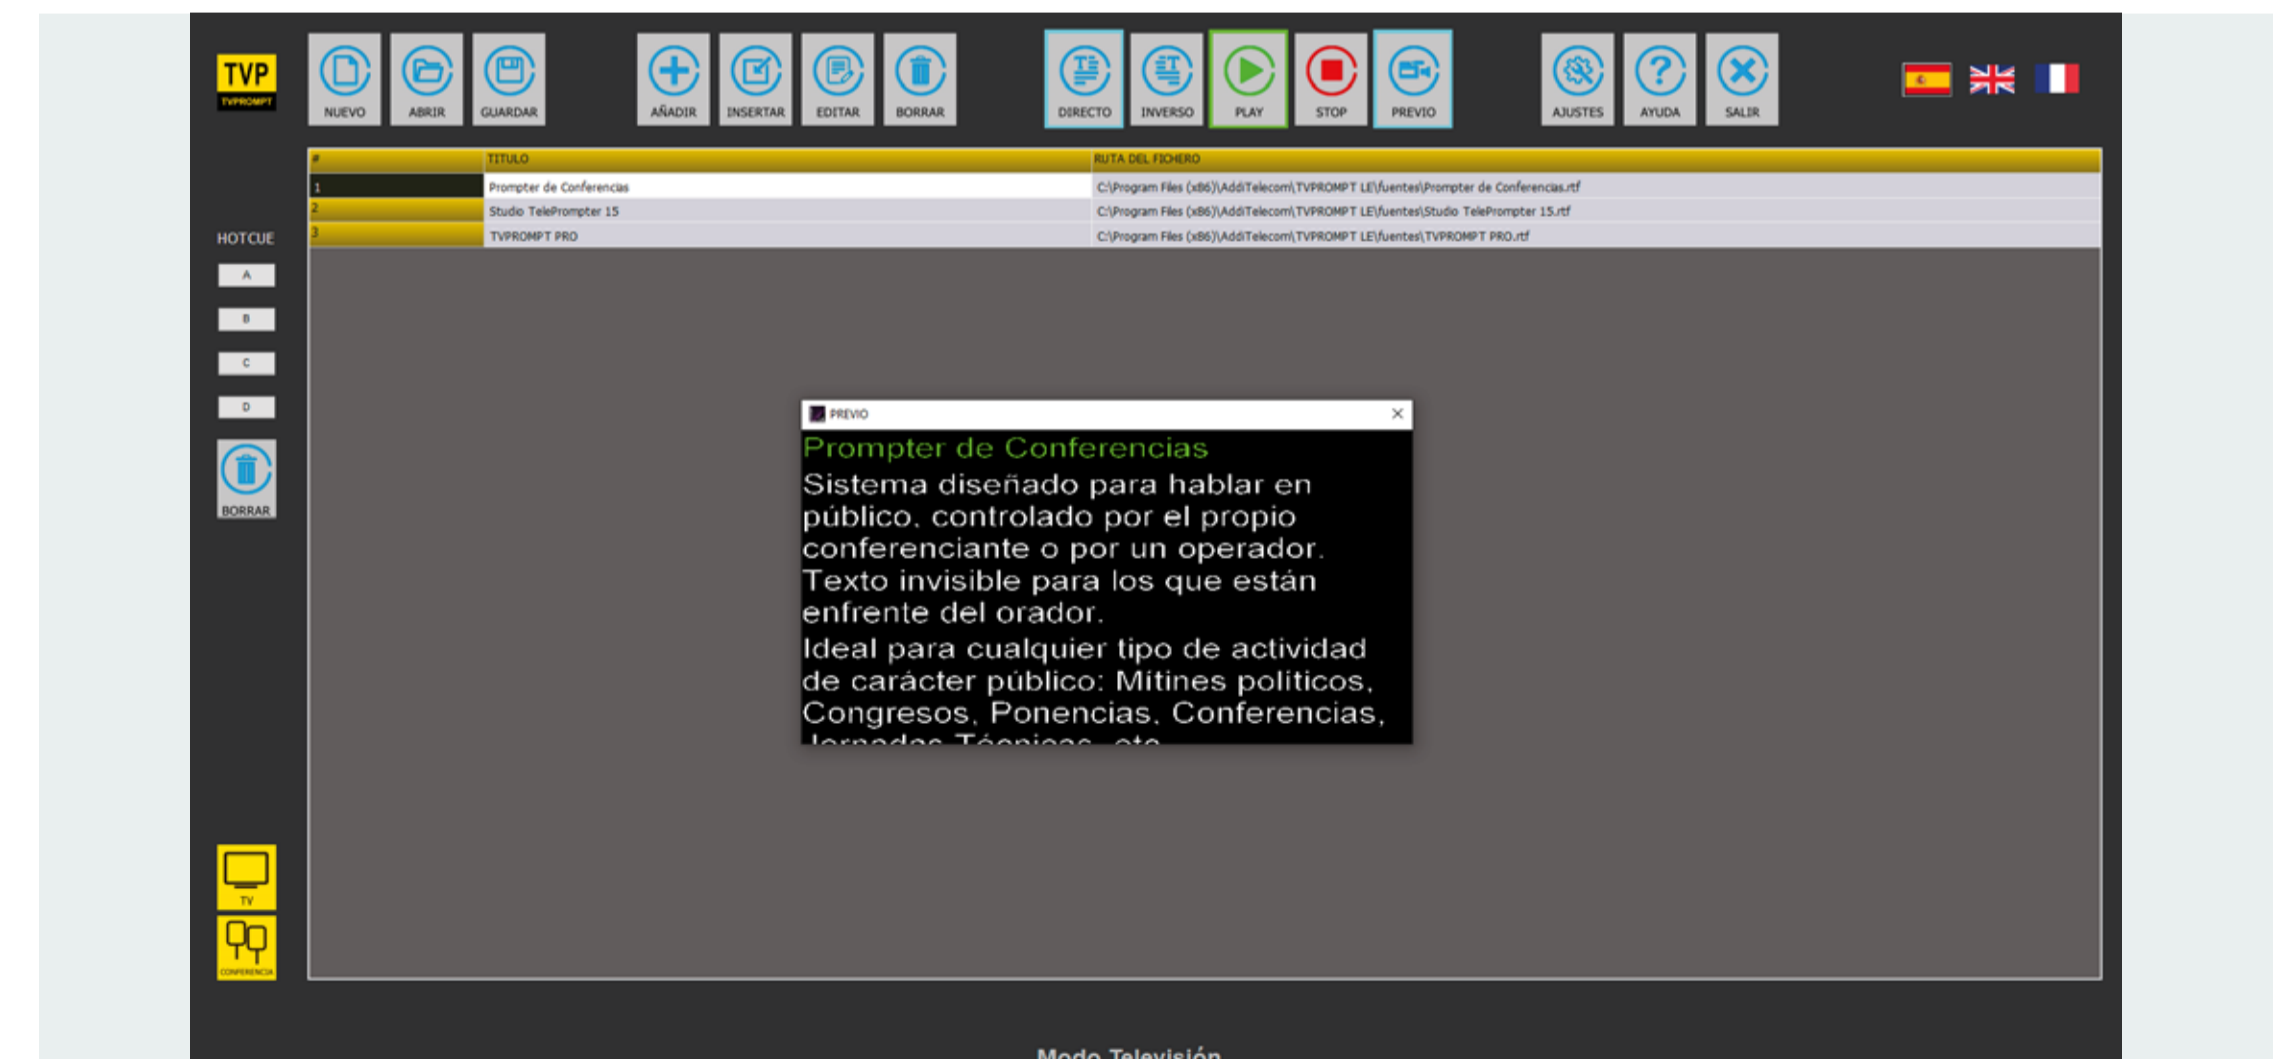 TVP
TVPROMPT
NUEVO
ABRIR
GUARDAR
AÑADIR
INSERTAR
EDITAR
BORRAR
DIRECTO
INVERSO
PLAY
STOP
PREVIO
AJUSTES
AYUDA
SALIR
# TITULO RUTA DEL FICHERO
1 Prompter de Conferencias C:\Program Files (x86)\AddiTelecom\TVPROMPT LE\fuentes\Prompter de Conferencias.rtf
2 Studio TelePrompter 15 C:\Program Files (x86)\AddiTelecom\TVPROMPT LE\fuentes\Studio TelePrompter 15.rtf
3 TVPROMPT PRO C:\Program Files (x86)\AddiTelecom\TVPROMPT LE\fuentes\TVPROMPT PRO.rtf
HOTCUE
A
B
C
D
BORRAR
PREVIO
Prompter de Conferencias
Sistema diseñado para hablar en
público, controlado por el propio
conferenciante o por un operador.
Texto invisible para los que están
enfrente del orador.
Ideal para cualquier tipo de actividad
de carácter público: Mitines políticos,
Congresos, Ponencias, Conferencias,
Jornadas Técnicas, etc
TV
CONFERENCIA
Modo Televisión